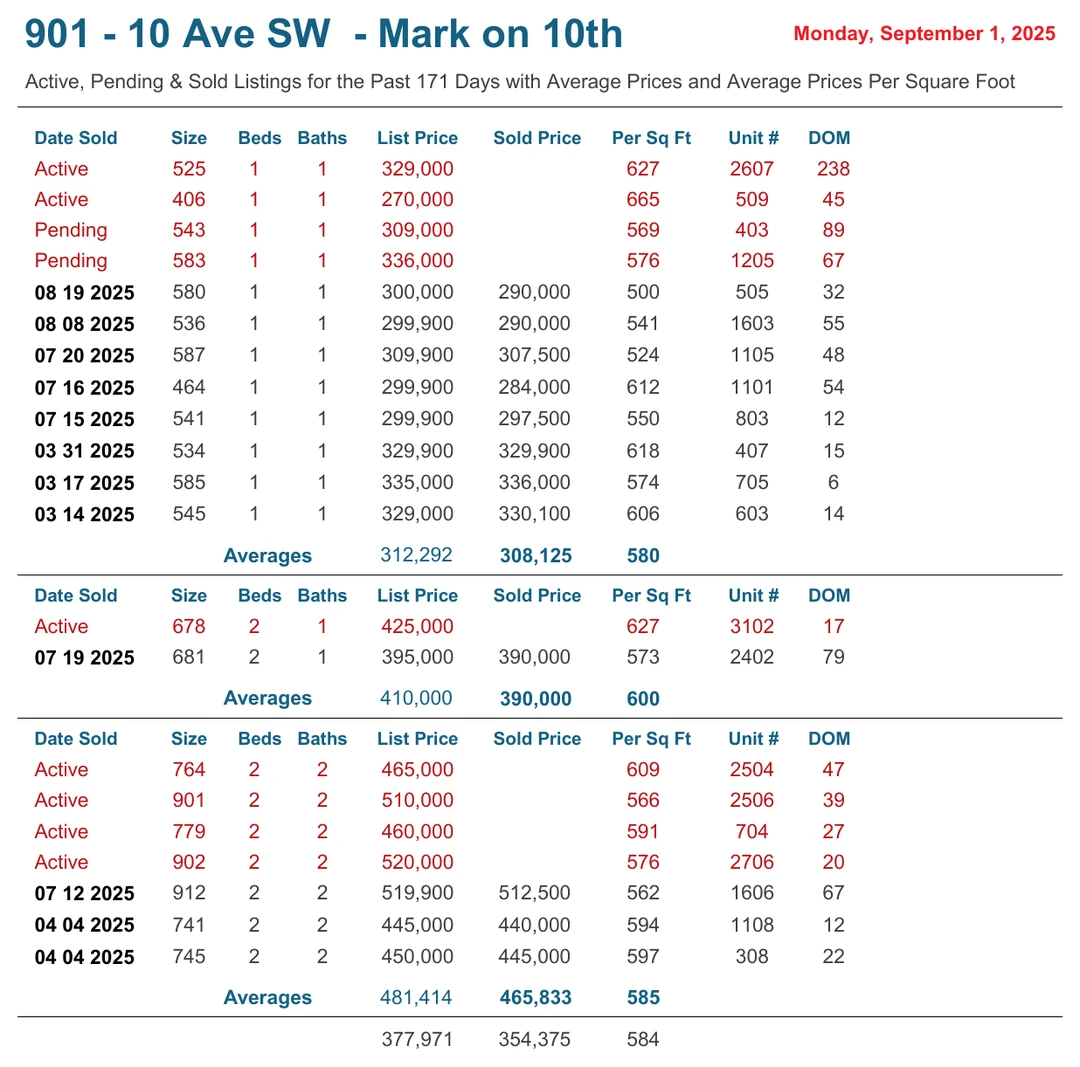 901 - 10 Ave SW - Mark on 10th Monday, September 1, 2025
Active, Pending & Sold Listings for the Past 171 Days with Average Prices and Average Prices Per Square Foot
Date Sold Size Beds Baths List Price Sold Price Per Sq Ft Unit # DOM
Active 525 1 1 329,000 627 2607 238
Active 406 1 1 270,000 665 509 45
Pending 543 1 1 309,000 569 403 89
Pending 583 1 1 336,000 576 1205 67
08 19 2025 580 1 1 300,000 290,000 500 505 32
08 08 2025 536 1 1 299,900 290,000 541 1603 55
07 20 2025 587 1 1 309,900 307,500 524 1105 48
07 16 2025 464 1 1 299,900 284,000 612 1101 54
07 15 2025 541 1 1 299,900 297,500 550 803 12
03 31 2025 534 1 1 329,900 329,900 618 407 15
03 17 2025 585 1 1 335,000 336,000 574 705 6
03 14 2025 545 1 1 329,000 330,100 606 603 14
Averages 312,292 308,125 580
Date Sold Size Beds Baths List Price Sold Price Per Sq Ft Unit # DOM
Active 678 2 1 425,000 627 3102 17
07 19 2025 681 2 1 395,000 390,000 573 2402 79
Averages 410,000 390,000 600
Date Sold Size Beds Baths List Price Sold Price Per Sq Ft Unit # DOM
Active 764 2 2 465,000 609 2504 47
Active 901 2 2 510,000 566 2506 39
Active 779 2 2 460,000 591 704 27
Active 902 2 2 520,000 576 2706 20
07 12 2025 912 2 2 519,900 512,500 562 1606 67
04 04 2025 741 2 2 445,000 440,000 594 1108 12
04 04 2025 745 2 2 450,000 445,000 597 308 22
Averages 481,414 465,833 585
377,971 354,375 584